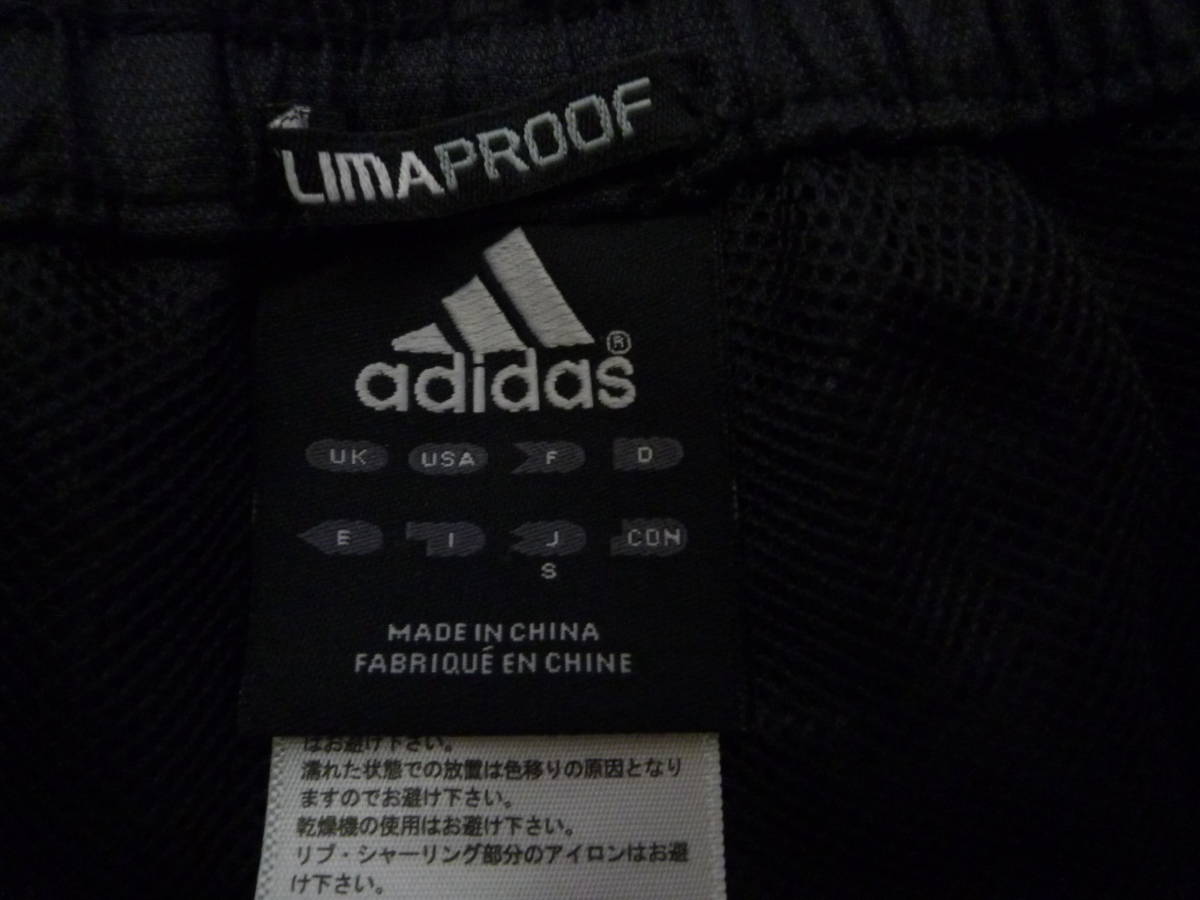 LIMAPROOF
adidas®
UK USA F D
E I J CON
S
MADE IN CHINA
FABRIQUÉ EN CHINE
はお避け下さい。
濡れた状態での放置は色移りの原因となり
ますのでお避け下さい。
乾燥機の使用はお避け下さい。
リブ・シャーリング部分のアイロンはお避
け下さい。